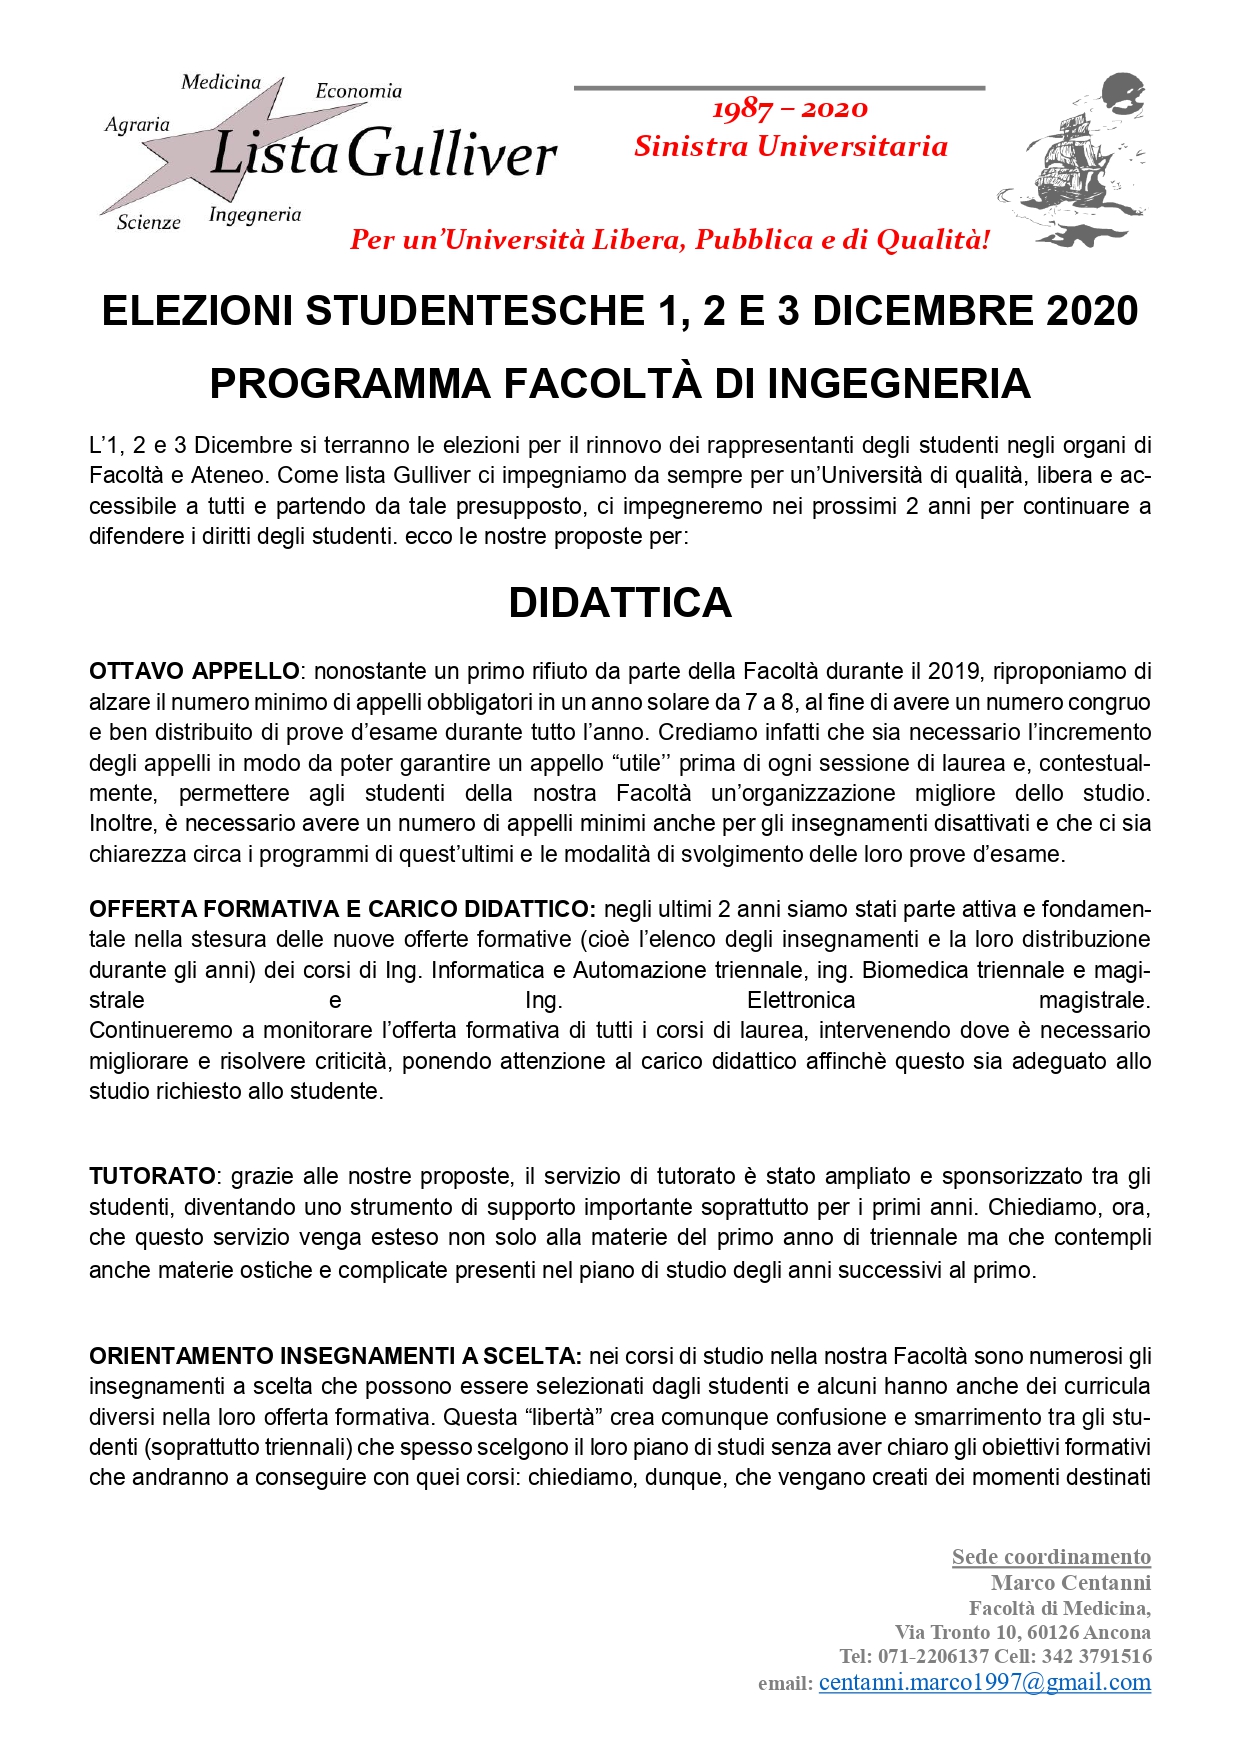 Medicina
Economia
Agraria
Lista Gulliver
Scienze
Ingegneria
1987 – 2020
Sinistra Universitaria
Per un'Università Libera, Pubblica e di Qualità!
ELEZIONI STUDENTESCHE 1, 2 E 3 DICEMBRE 2020
PROGRAMMA FACOLTÀ DI INGEGNERIA
L'1, 2 e 3 Dicembre si terranno le elezioni per il rinnovo dei rappresentanti degli studenti negli organi di
Facoltà e Ateneo. Come lista Gulliver ci impegniamo da sempre per un'Università di qualità, libera e ac-
cessibile a tutti e partendo da tale presupposto, ci impegneremo nei prossimi 2 anni per continuare a
difendere i diritti degli studenti. ecco le nostre proposte per:
DIDATTICA
OTTAVO APPELLO: nonostante un primo rifiuto da parte della Facoltà durante il 2019, riproponiamo di
alzare il numero minimo di appelli obbligatori in un anno solare da 7 a 8, al fine di avere un numero congruo
e ben distribuito di prove d'esame durante tutto l'anno. Crediamo infatti che sia necessario l'incremento
degli appelli in modo da poter garantire un appello “utile’’ prima di ogni sessione di laurea e, contestual-
mente, permettere agli studenti della nostra Facoltà un'organizzazione migliore dello studio.
Inoltre, è necessario avere un numero di appelli minimi anche per gli insegnamenti disattivati e che ci sia
chiarezza circa i programmi di quest'ultimi e le modalità di svolgimento delle loro prove d'esame.
OFFERTA FORMATIVA E CARICO DIDATTICO: negli ultimi 2 anni siamo stati parte attiva e fondamen-
tale nella stesura delle nuove offerte formative (cioè l'elenco degli insegnamenti e la loro distribuzione
durante gli anni) dei corsi di Ing. Informatica e Automazione triennale, ing. Biomedica triennale e magi-
strale e Ing. Elettronica magistrale.
Continueremo a monitorare l'offerta formativa di tutti i corsi di laurea, intervenendo dove è necessario
migliorare e risolvere criticità, ponendo attenzione al carico didattico affinchè questo sia adeguato allo
studio richiesto allo studente.
TUTORATO: grazie alle nostre proposte, il servizio di tutorato è stato ampliato e sponsorizzato tra gli
studenti, diventando uno strumento di supporto importante soprattutto per i primi anni. Chiediamo, ora,
che questo servizio venga esteso non solo alla materie del primo anno di triennale ma che contempli
anche materie ostiche e complicate presenti nel piano di studio degli anni successivi al primo.
ORIENTAMENTO INSEGNAMENTI A SCELTA: nei corsi di studio nella nostra Facoltà sono numerosi gli
insegnamenti a scelta che possono essere selezionati dagli studenti e alcuni hanno anche dei curricula
diversi nella loro offerta formativa. Questa “libertà” crea comunque confusione e smarrimento tra gli stu-
denti (soprattutto triennali) che spesso scelgono il loro piano di studi senza aver chiaro gli obiettivi formativi
che andranno a conseguire con quei corsi: chiediamo, dunque, che vengano creati dei momenti destinati
Sede coordinamento
Marco Centanni
Facoltà di Medicina,
Via Tronto 10, 60126 Ancona
Tel: 071-2206137 Cell: 342 3791516
email: centanni.marco1997@gmail.com